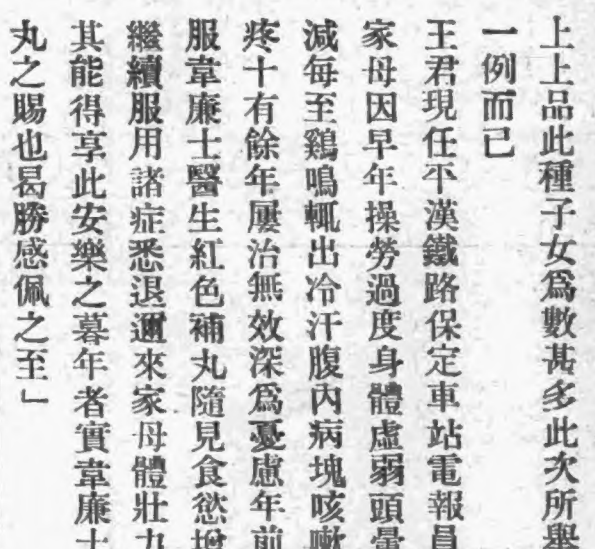 上上品此種子女爲數甚多此次所舉
一例而已
王君現任平漢鐵路保定車站電報員
家母因早年操勞過度身體虛弱頭暈
減每至鷄鳴輒出冷汗腹內病塊咳嗽
疼十有餘年屢治無效深爲憂慮年前
服韋廉士醫生紅色補丸隨見食慾增
繼續服用諸症悉退邇來家母體壯力
其能得享此安樂之暮年者實韋廉士
丸之賜也曷勝感佩之至」